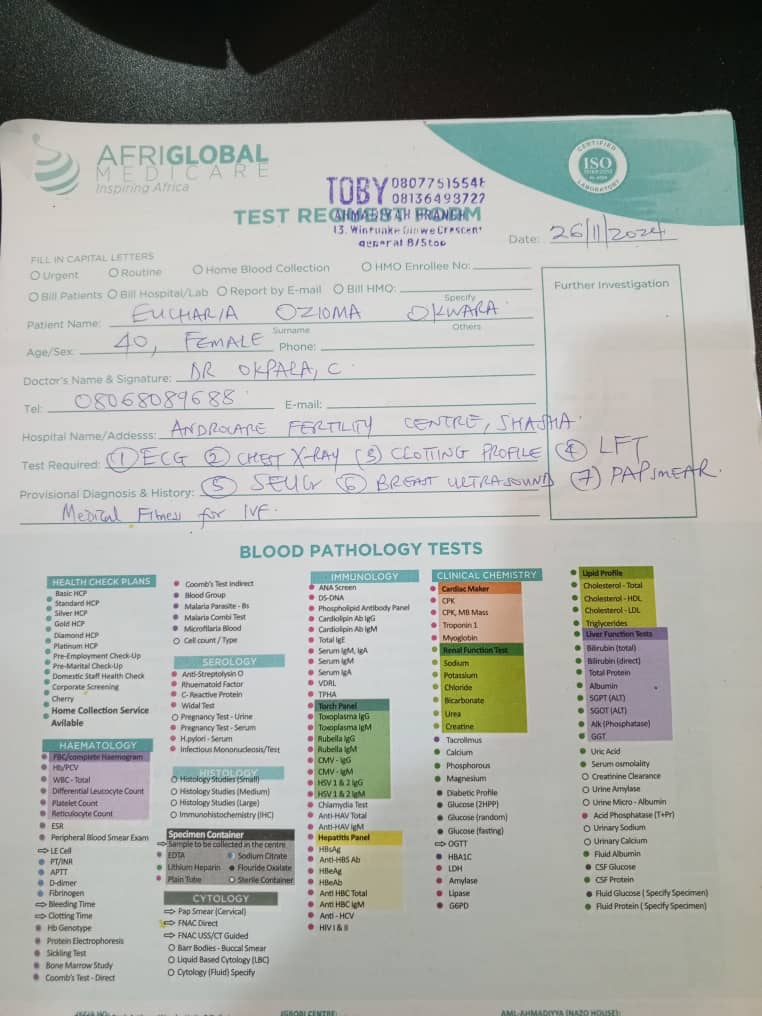 AFRIGLOBAL
MEDICARE
Inspiring Africa
CERTIFIED
ISO
LABORATORY
TOBY 08077515548
08136493727
TEST REQUEST FORM
AHMADIYAH BRANCH
13.
Crescent
general B/Stop
Date: 26/11/2024
FILL IN CAPITAL LETTERS
Urgent Routine Home Blood Collection HMO Enrollee No:
Bill Patients Bill Hospital/Lab Report by E-mail Bill HMO:
Specify
Further Investigation
Patient Name: EUCHARIA OZIOMA OKWARA
Surname Others
Age/Sex: 40, FEMALE Phone:
Doctor's Name & Signature: DR OKPARA, C.
Tel: 08068089688 E-mail:
Hospital Name/Addesss: ANDROCARE FERTILITY CENTRE, SHASHA
Test Required: (1) ECG (2) CHEST X-RAY (3) CLOTTING PROFILE (4) LFT
Provisional Diagnosis & History: (5) SEUCr (6) BREAST ULTRASOUND (7) PAP SMEAR.
Medical Fitness for IVF.
BLOOD PATHOLOGY TESTS
HEALTH CHECK PLANS
Basic HCP
Standard HCP
Silver HCP
Gold HCP
Diamond HCP
Platinum HCP
Pre-Employment Check-Up
Pre-Marital Check-Up
Domestic Staff Health Check
Corporate Screening
Cherry
Home Collection Service
Avilable
HAEMATOLOGY
FBC/complete Haemogram
Hb/PCV
WBC - Total
Differential Leucocyte Count
Platelet Count
Reticulocyte Count
ESR
Peripheral Blood Smear Exam
LE Cell
PT/INR
APTT
D-dimer
Fibrinogen
Bleeding Time
Clotting Time
Hb Genotype
Protein Electrophoresis
Sickling Test
Bone Marrow Study
Coomb's Test - Direct
Coomb's Test Indirect
Blood Group
Malaria Parasite - Bs
Malaria Combi Test
Microfilaria Blood
Cell count / Type
SEROLOGY
Anti-Streptolysin O
Rhuematoid Factor
C- Reactive Protein
Widal Test
Pregnancy Test - Urine
Pregnancy Test - Serum
H.pylori - Serum
Infectious Mononucleosis/Test
HISTOLOGY
Histology Studies (Small)
Histology Studies (Medium)
Histology Studies (Large)
Immunohistochemistry (IHC)
Specimen Container
Sample to be collected in the centre
EDTA Sodium Citrate
Lithium Heparin Flouride Oxalate
Plain Tube Sterile Container
CYTOLOGY
Pap Smear (Cervical)
FNAC Direct
FNAC USS/CT Guided
Barr Bodies - Buccal Smear
Liquid Based Cytology (LBC)
Cytology (Fluid) Specify
IMMUNOLOGY
ANA Screen
DS-DNA
Phospholipid Antibody Panel
Cardiolipin Ab IgG
Cardiolipin Ab IgM
Total IgE
Serum IgM, IgA
Serum IgM
Serum IgA
VDRL
TPHA
Torch Panel
Toxoplasma IgG
Toxoplasma IgM
Rubella IgG
Rubella IgM
CMV - IgG
CMV - IgM
HSV 1 & 2 IgG
HSV 1 & 2 IgM
Chlamydia Test
Anti-HAV Total
Anti-HAV IgM
Hepatitis Panel
HBsAg
Anti-HBS Ab
HBeAg
HBeAb
Anti HBC Total
Anti HBC IgM
Anti - HCV
HIV I & II
CLINICAL CHEMISTRY
Cardiac Maker
CPK
CPK, MB Mass
Troponin 1
Myoglobin
Renal Function Test
Sodium
Potassium
Chloride
Bicarbonate
Urea
Creatine
Tacrolimus
Calcium
Phosphorous
Magnesium
Diabetic Profile
Glucose (2HPP)
Glucose (random)
Glucose (fasting)
OGTT
HBA1C
LDH
Amylase
Lipase
G6PD
Lipid Profile
Cholesterol - Total
Cholesterol - HDL
Cholesterol - LDL
Triglycerides
Liver Function Tests
Bilirubin (total)
Bilirubin (direct)
Total Protein
Albumin
SGPT (ALT)
SGOT (ALT)
Alk (Phosphatase)
GGT
Uric Acid
Serum osmolality
Creatinine Clearance
Urine Amylase
Urine Micro - Albumin
Acid Phosphatase (T+Pr)
Urinary Sodium
Urinary Calcium
Fluid Albumin
CSF Glucose
CSF Protein
Fluid Glucose ( Specify Specimen)
Fluid Protein ( Specify Specimen)
IGBOBI CENTRE:
AML-AHMADIYYA (NAZO HOUSE):